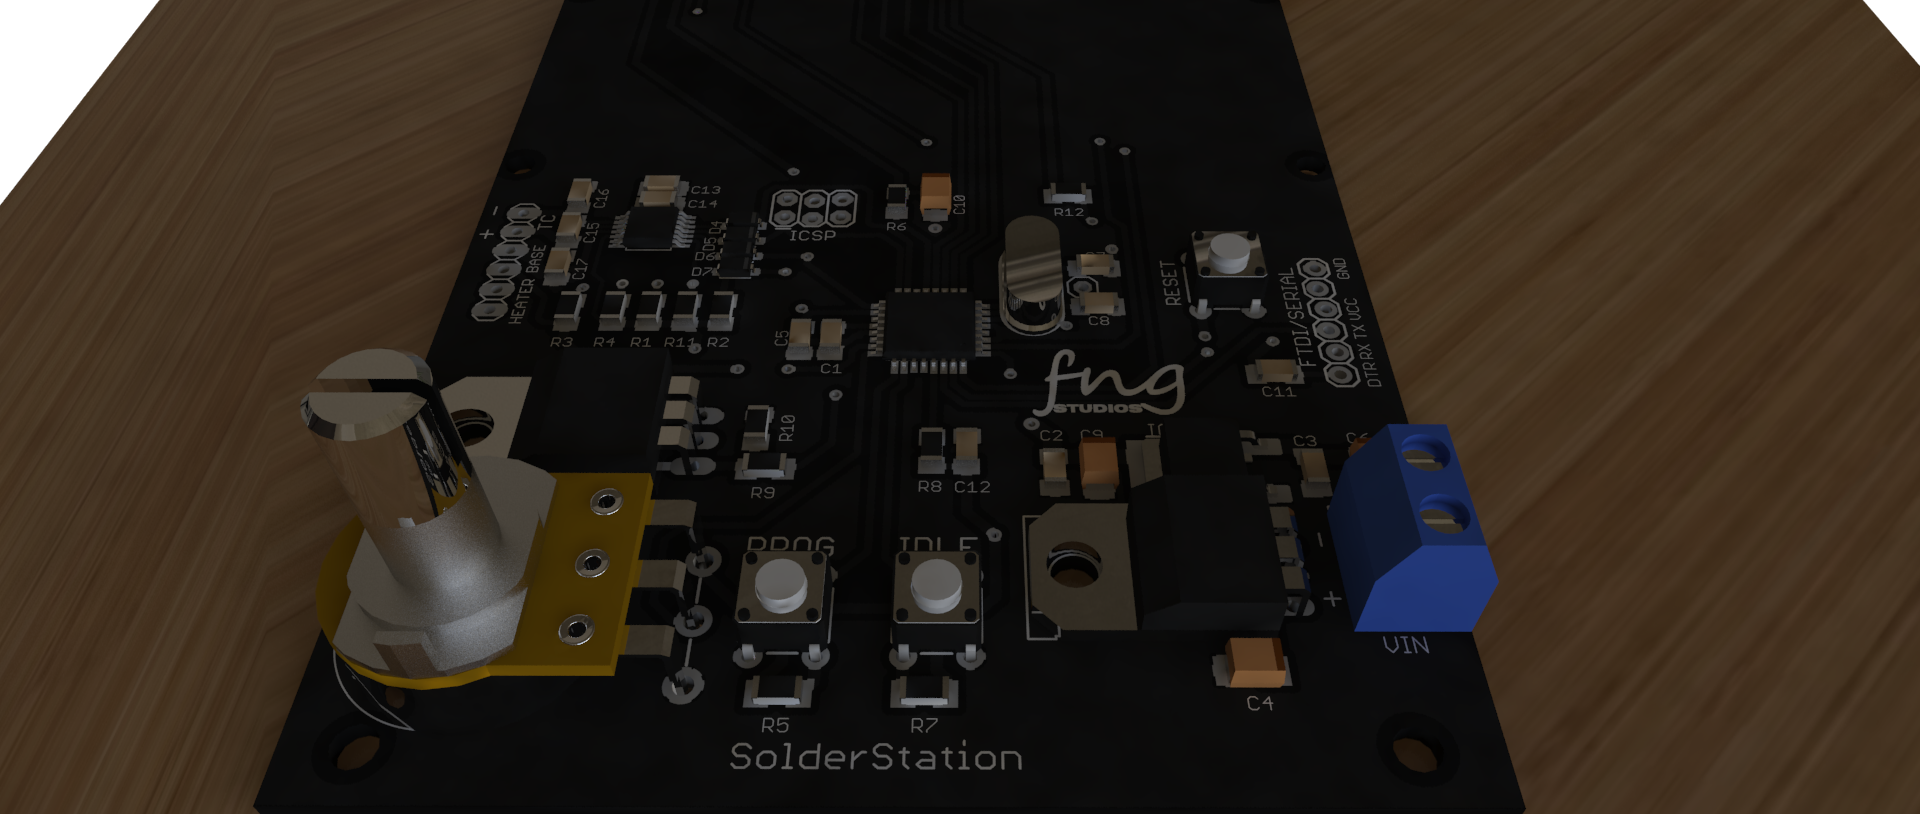 C16
C13
C14
TC
C15
D4
D5
D6
D7
ICSP
R6
C10
R12
C17
HEATER BASE
R3
R4
R1
R11
R2
C5
C1
C8
RESET
FTDI/SERIAL
GND
VCC
TX
RX
DTR
C11
fng
STUDIOS
R10
R9
R8
C12
C2
C9
C3
PROG
IDLE
-
+
VIN
R5
R7
C4
SolderStation